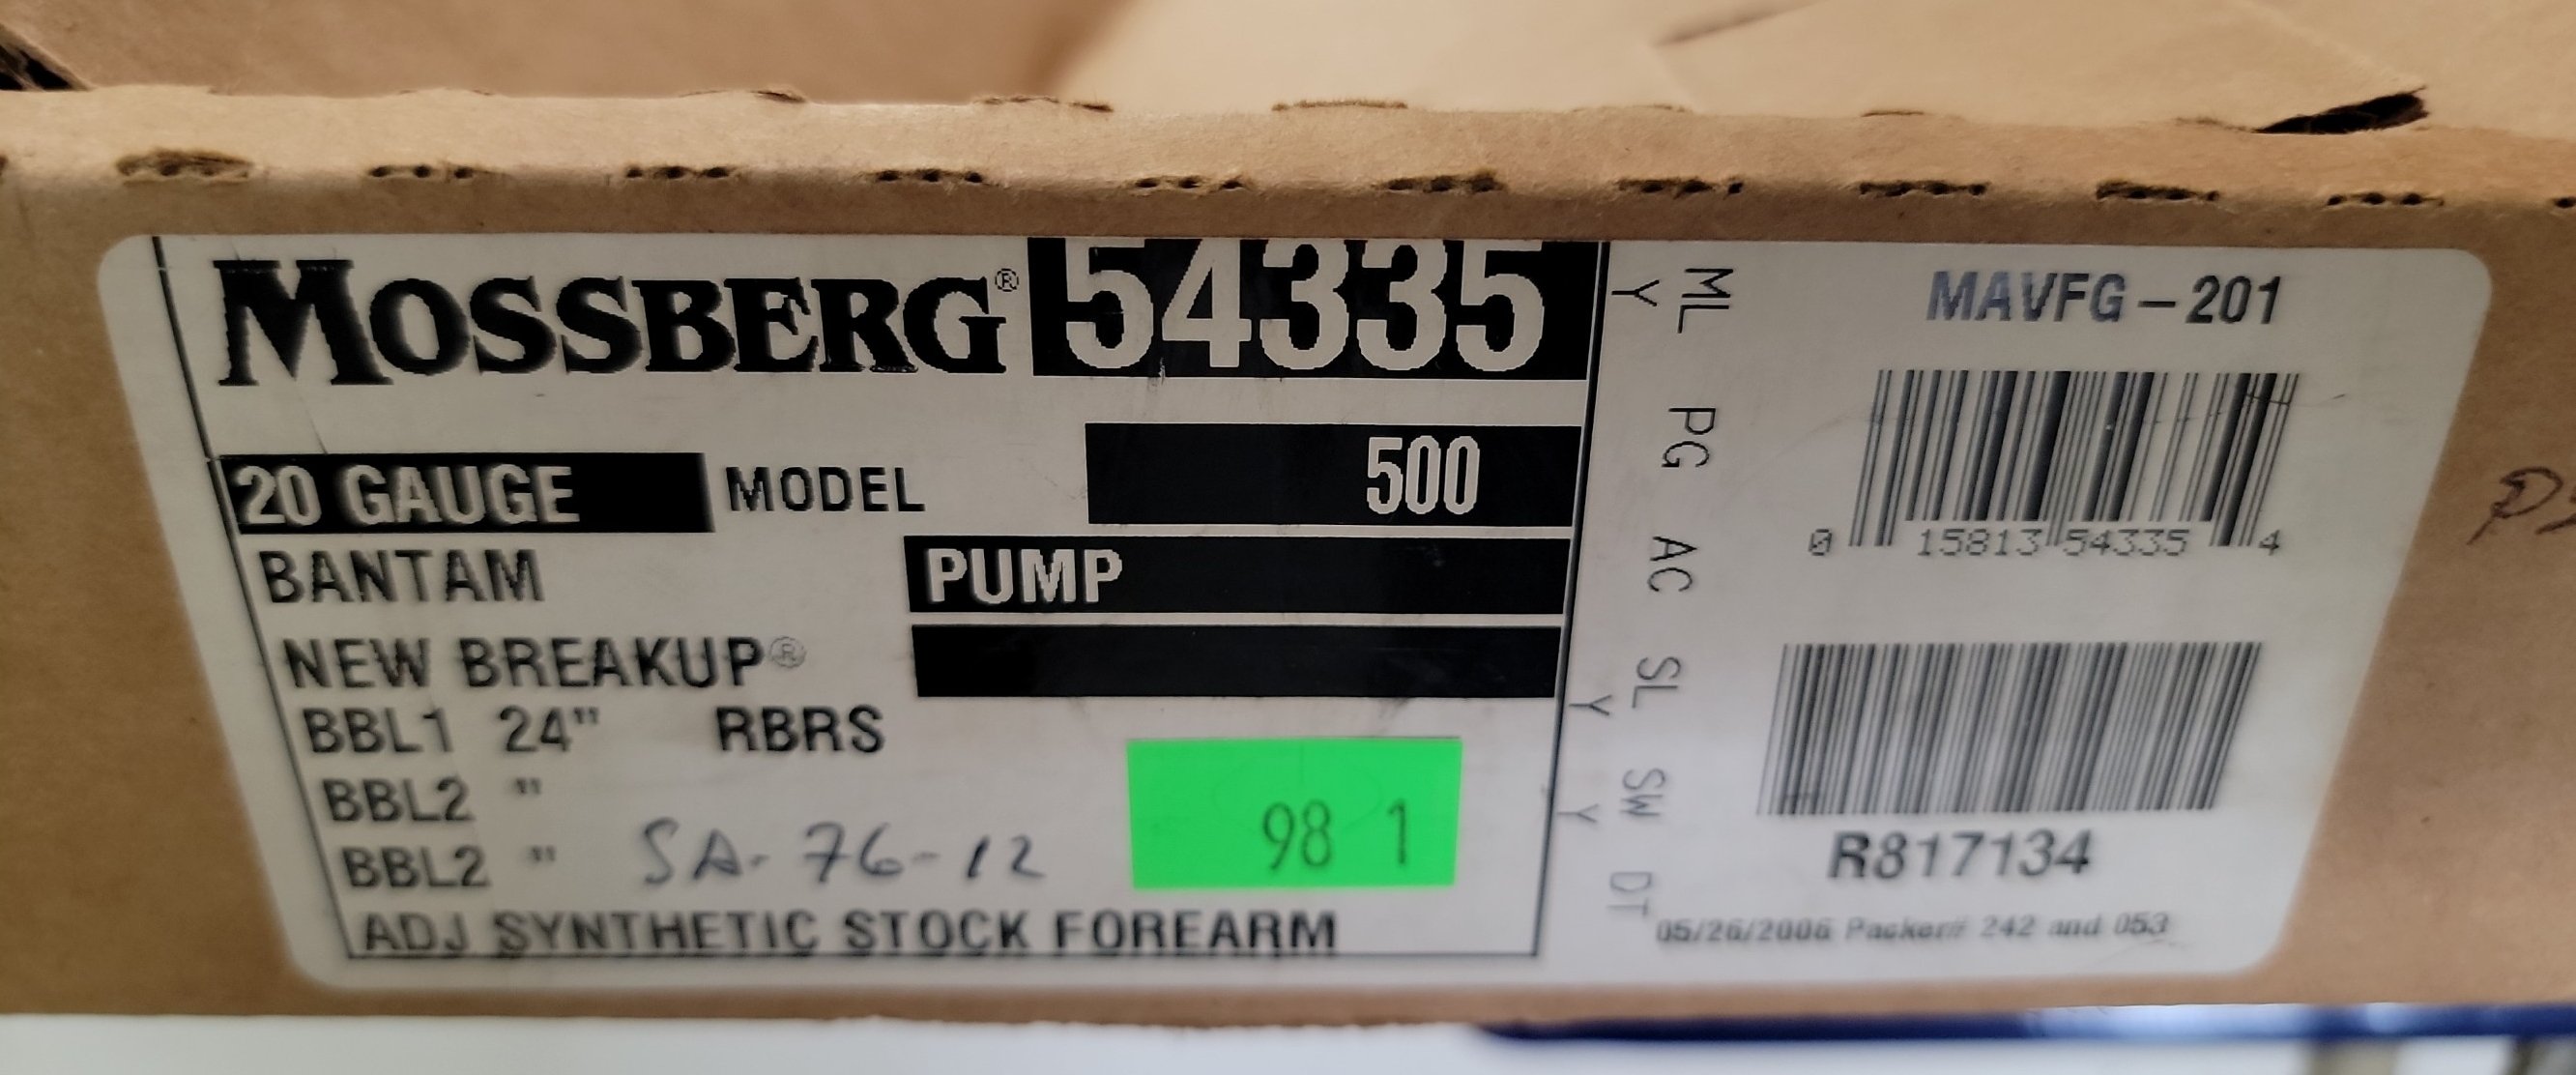 MOSSBERG® 54335
20 GAUGE MODEL 500
BANTAM PUMP
NEW BREAKUP®
BBL1 24" RBRS
BBL2 "
BBL2 " SA-76-12
98 1
ADJ SYNTHETIC STOCK FOREARM
ML PG AC SL SW DT
Y Y Y
MAVFG-201
0 15813 54335 4
R817134
05/26/2006 Packer# 242 and 053